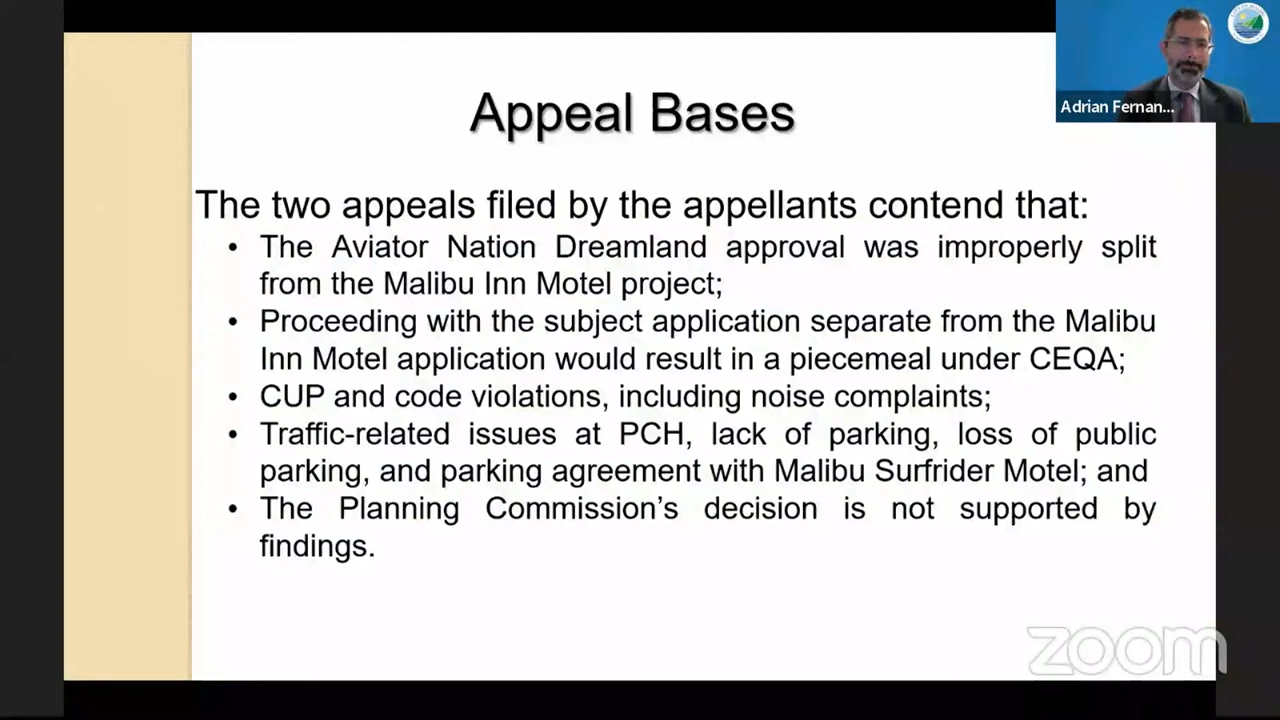 Appeal Bases
Adrian Fernan...
The two appeals filed by the appellants contend that:
• The Aviator Nation Dreamland approval was improperly split
from the Malibu Inn Motel project;
• Proceeding with the subject application separate from the Malibu
Inn Motel application would result in a piecemeal under CEQA;
• CUP and code violations, including noise complaints;
• Traffic-related issues at PCH, lack of parking, loss of public
parking, and parking agreement with Malibu Surfrider Motel; and
• The Planning Commission’s decision is not supported by
findings.
zoom